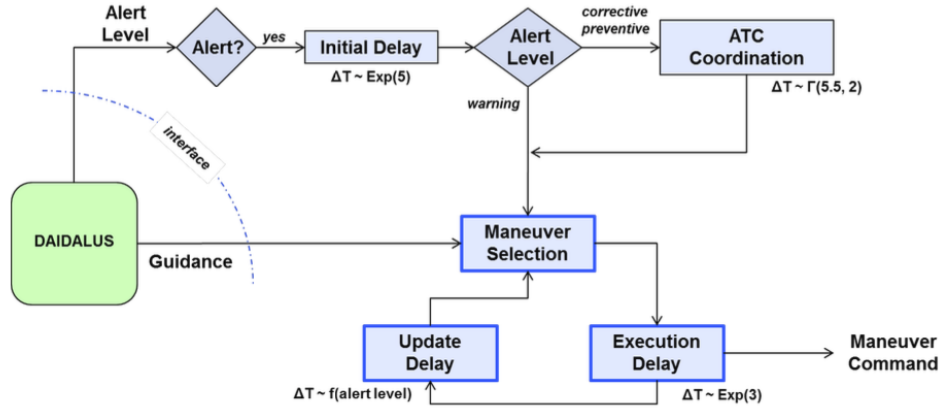 Alert
Level
Alert?
yes
Initial Delay
ΔT ~ Exp(5)
Alert
Level
corrective
preventive
ATC
Coordination
ΔT ~ Γ(5.5, 2)
warning
interface
DAIDALUS
Guidance
Maneuver
Selection
Update
Delay
ΔT ~ f(alert level)
Execution
Delay
ΔT ~ Exp(3)
Maneuver
Command